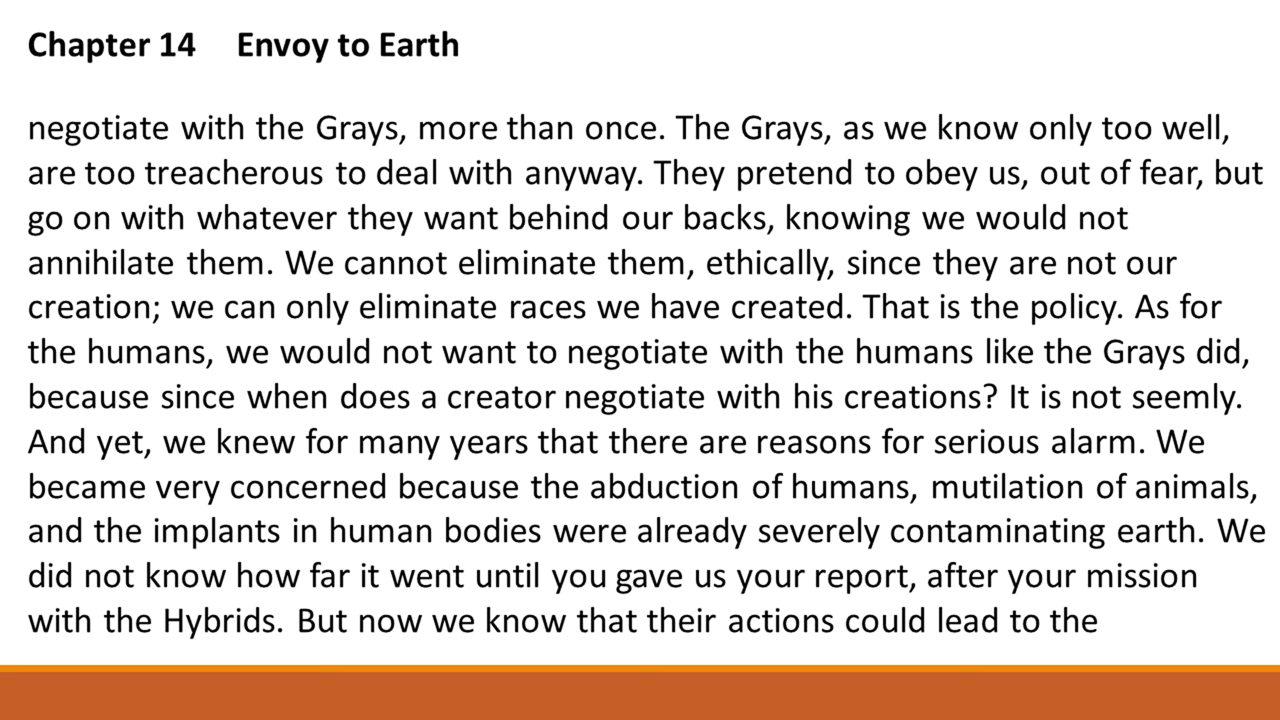 Chapter 14 Envoy to Earth
negotiate with the Grays, more than once. The Grays, as we know only too well,
are too treacherous to deal with anyway. They pretend to obey us, out of fear, but
go on with whatever they want behind our backs, knowing we would not
annihilate them. We cannot eliminate them, ethically, since they are not our
creation; we can only eliminate races we have created. That is the policy. As for
the humans, we would not want to negotiate with the humans like the Grays did,
because since when does a creator negotiate with his creations? It is not seemly.
And yet, we knew for many years that there are reasons for serious alarm. We
became very concerned because the abduction of humans, mutilation of animals,
and the implants in human bodies were already severely contaminating earth. We
did not know how far it went until you gave us your report, after your mission
with the Hybrids. But now we know that their actions could lead to the